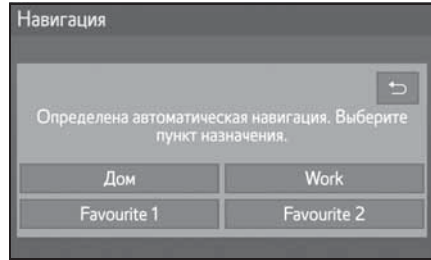 Навигация
Определена автоматическая навигация. Выберите
пункт назначения.
Дом
Work
Favourite 1
Favourite 2